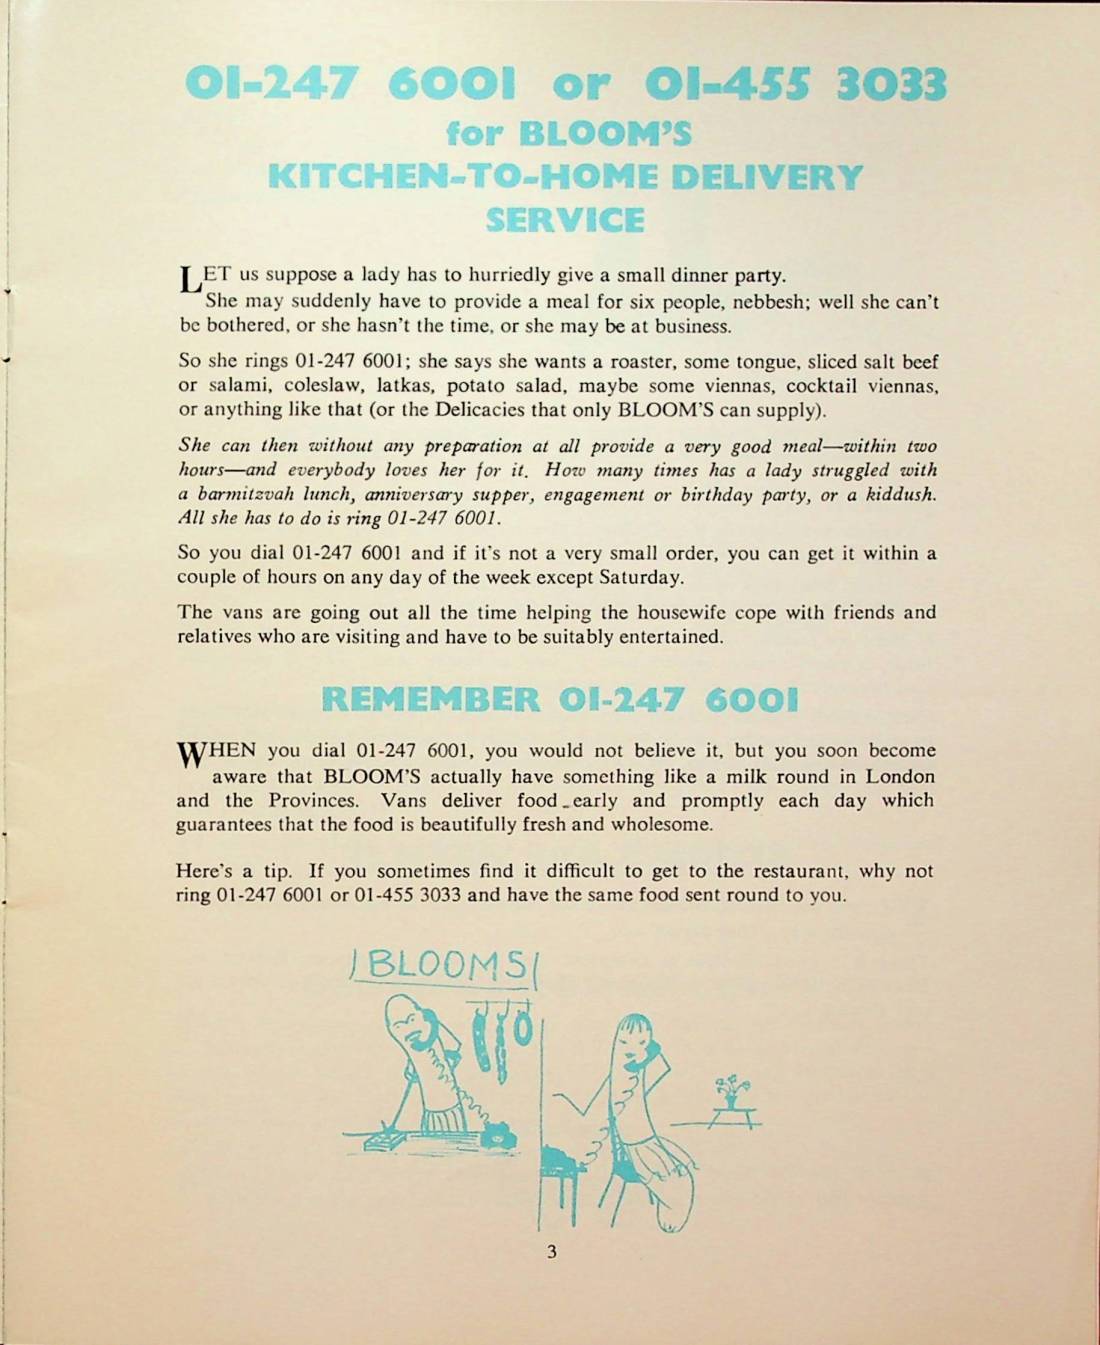 01-247 6001 or 01-455 3033
for BLOOM'S
KITCHEN-TO-HOME DELIVERY
SERVICE
LET us suppose a lady has to hurriedly give a small dinner party.
She may suddenly have to provide a meal for six people, nebbesh; well she can't
be bothered, or she hasn't the time, or she may be at business.
So she rings 01-247 6001; she says she wants a roaster, some tongue, sliced salt beef
or salami, coleslaw, latkas, potato salad, maybe some viennas, cocktail viennas,
or anything like that (or the Delicacies that only BLOOM'S can supply).
She can then without any preparation at all provide a very good meal—within two
hours—and everybody loves her for it. How many times has a lady struggled with
a barmitzvah lunch, anniversary supper, engagement or birthday party, or a kiddush.
All she has to do is ring 01-247 6001.
So you dial 01-247 6001 and if it's not a very small order, you can get it within a
couple of hours on any day of the week except Saturday.
The vans are going out all the time helping the housewife cope with friends and
relatives who are visiting and have to be suitably entertained.
REMEMBER 01-247 6001
WHEN you dial 01-247 6001, you would not believe it, but you soon become
aware that BLOOM'S actually have something like a milk round in London
and the Provinces. Vans deliver food early and promptly each day which
guarantees that the food is beautifully fresh and wholesome.
Here's a tip. If you sometimes find it difficult to get to the restaurant, why not
ring 01-247 6001 or 01-455 3033 and have the same food sent round to you.
BLOOMS
3